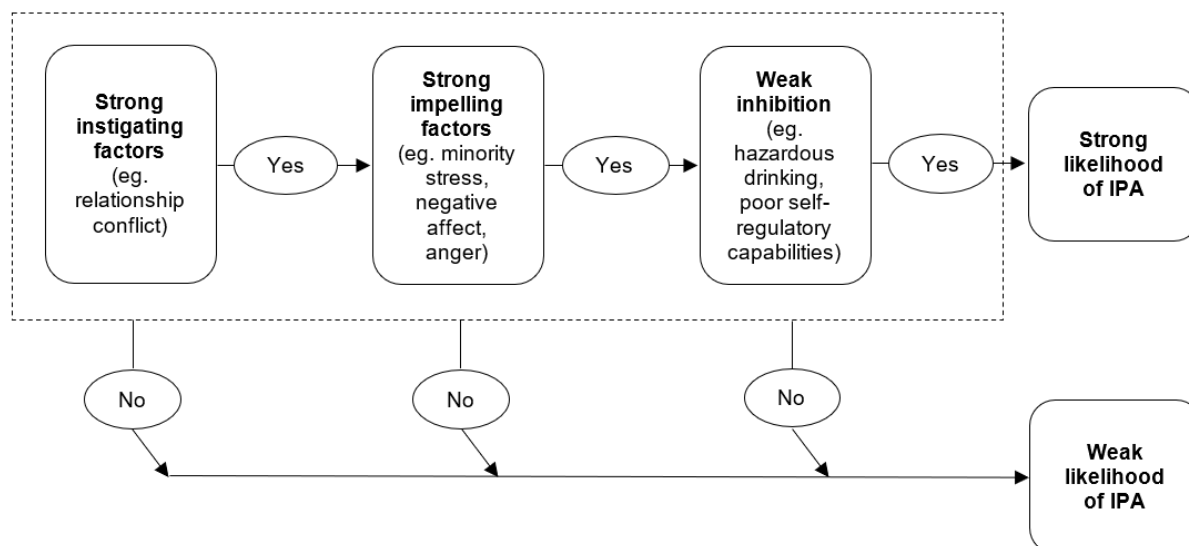 Strong
instigating
factors
(eg.
relationship
conflict)
Yes
Strong
impelling
factors
(eg. minority
stress,
negative
affect,
anger)
Yes
Weak
inhibition
(eg.
hazardous
drinking,
poor self-
regulatory
capabilities)
Yes
Strong
likelihood
of IPA
No
No
No
Weak
likelihood
of IPA